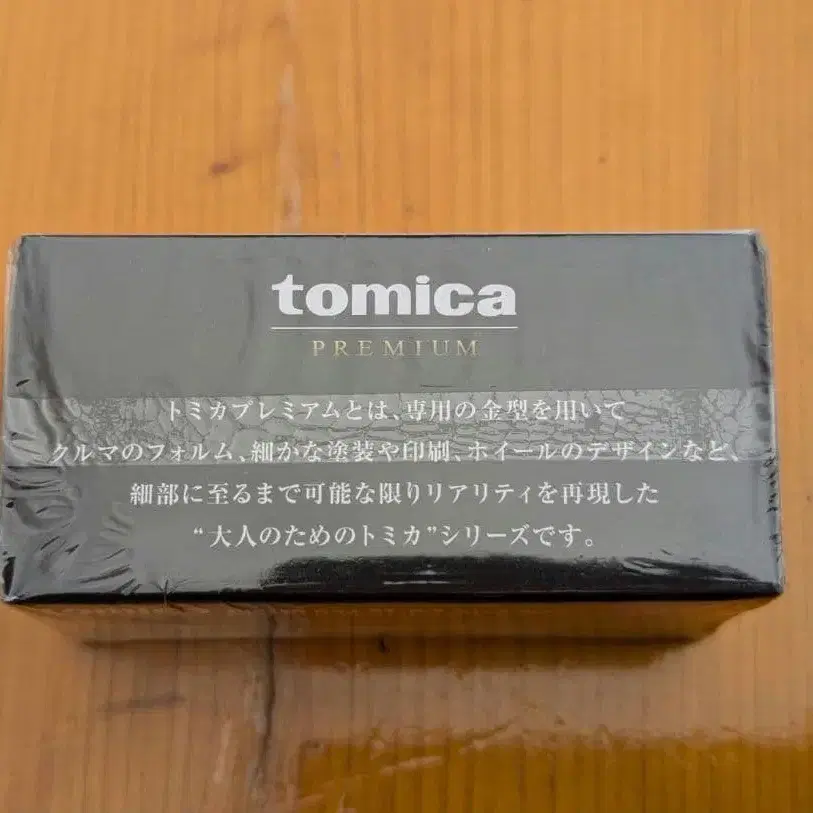 tomica
PREMIUM
トミカプレミアムとは、専用の金型を用いて
クルマのフォルム、細かな塗装や印刷、ホイールのデザインなど、
細部に至るまで可能な限りリアリティを再現した
“大人のためのトミカ”シリーズです。